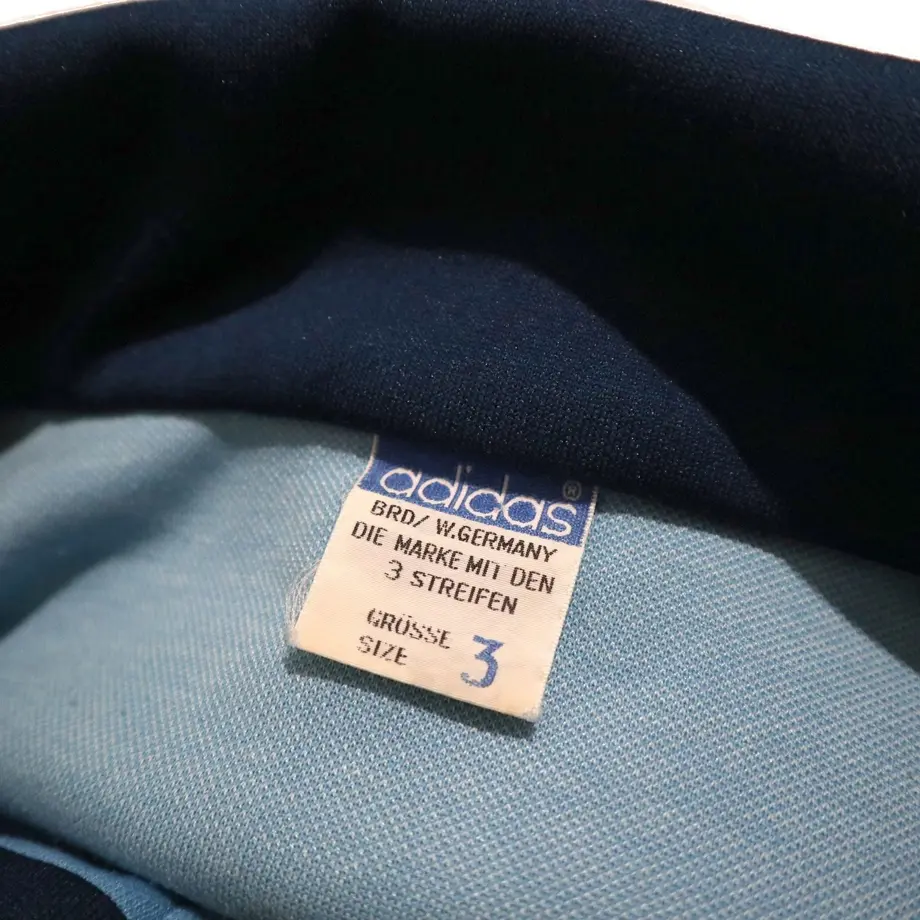 adidas®
BRD/ W.GERMANY
DIE MARKE MIT DEN
3 STREIFEN
GRÖSSE
SIZE 3